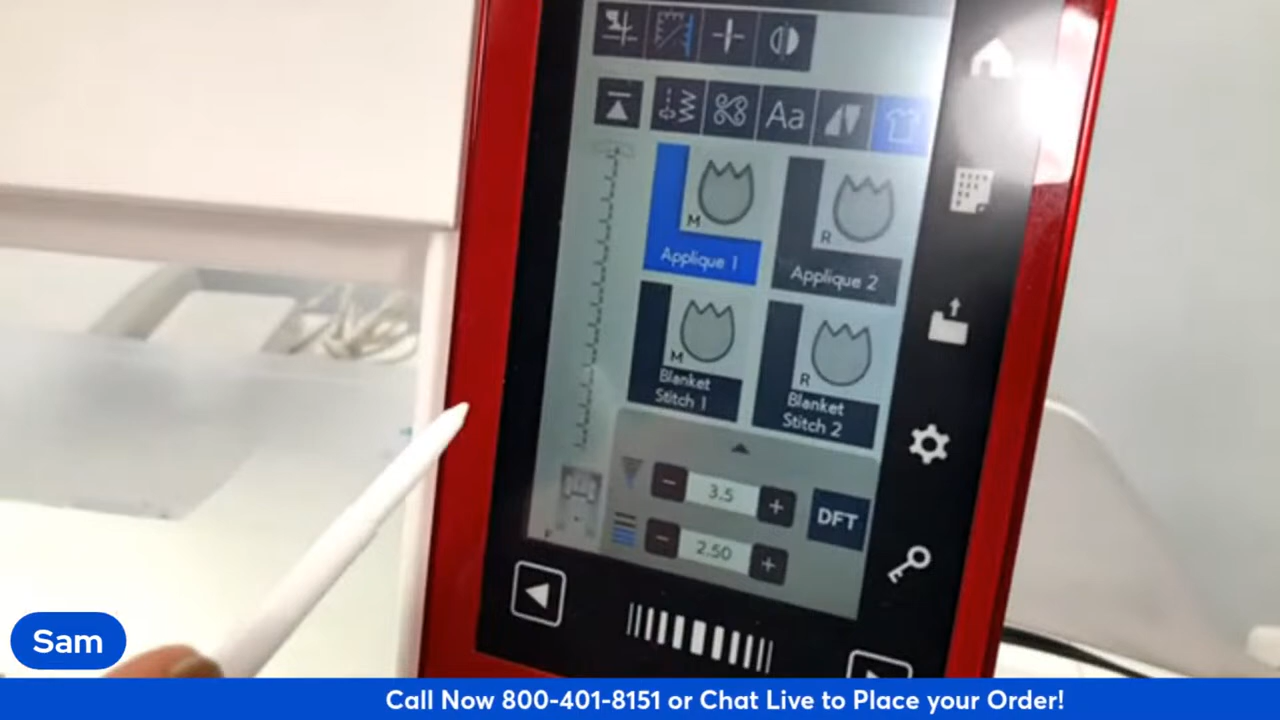 Aa
M
Applique 1
R
Applique 2
M
Blanket
Stitch 1
R
Blanket
Stitch 2
3.5
DFT
2.50
Sam
Call Now 800-401-8151 or Chat Live to Place your Order!